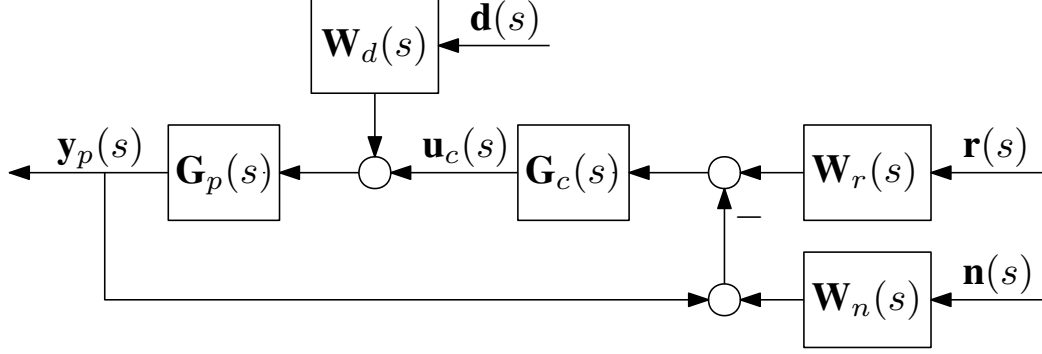 𝐖_d(s) 𝐝(s)
𝐲_p(s) 𝐆_p(s) 𝐮_c(s) 𝐆_c(s) 𝐖_r(s) 𝐫(s)
−
𝐖_n(s) 𝐧(s)